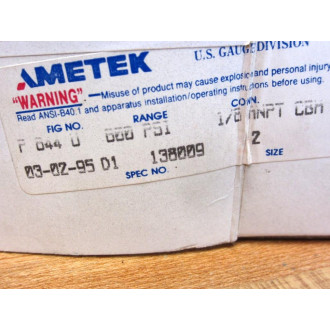 AMETEK
U.S. GAUGE DIVISION
"WARNING" - Misuse of product may cause explosion and personal injury
Read ANSI-B40.1 and apparatus installation/operating instructions before use.
FIG NO. RANGE CONN.
P 844 U 600 PSI 1/8 ANPT CBM
03-02-95 D1 138009 2
SPEC NO. SIZE